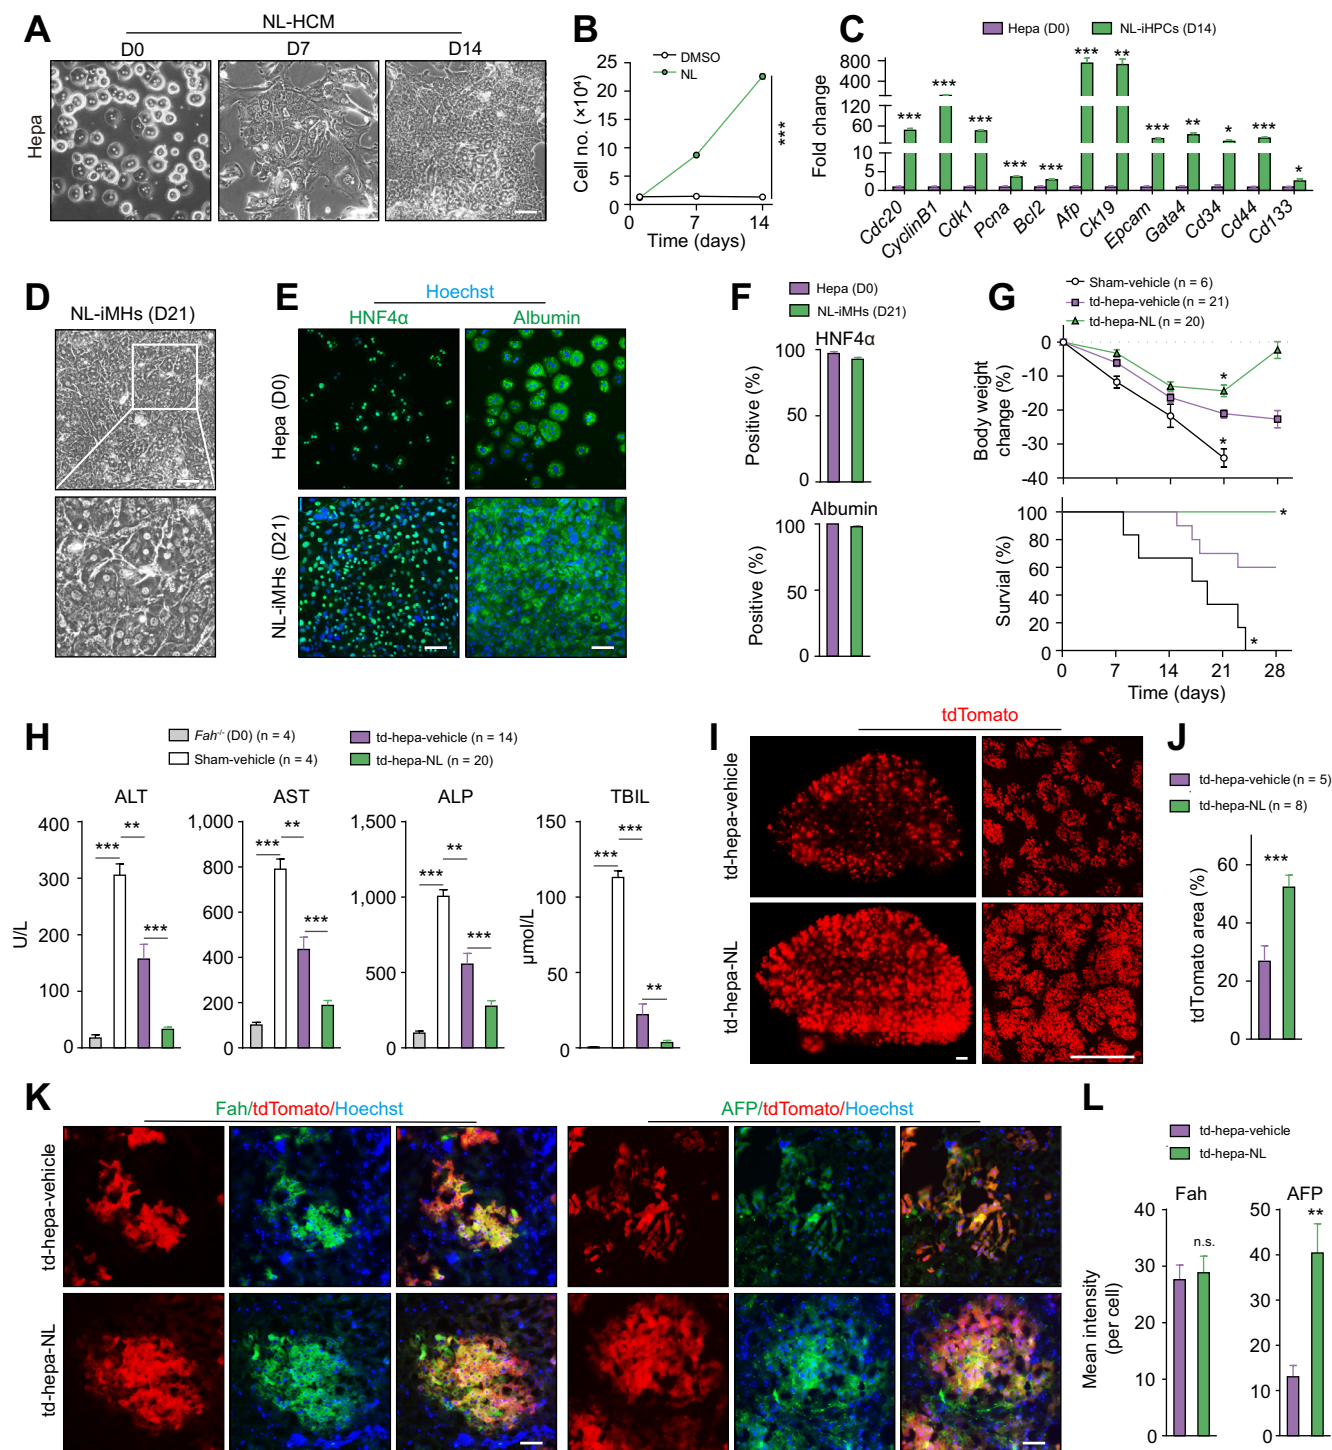 A
NL-HCM
D0
D7
D14
Hepa
B
DMSO
NL
Cell no. (×10⁴)
25
20
15
10
5
0
0
7
14
Time (days)
***
C
Hepa (D0)
NL-iHPCs (D14)
Fold change
800
400
120
60
10
5
0
***
***
***
***
***
***
**
***
**
*
***
*
Cdc20
CyclinB1
Cdk1
Pcna
Bcl2
Afp
Ck19
Epcam
Gata4
Cd34
Cd44
Cd133
D
NL-iMHs (D21)
E
Hoechst
HNF4α
Albumin
Hepa (D0)
NL-iMHs (D21)
F
Hepa (D0)
NL-iMHs (D21)
HNF4α
Positive (%)
100
50
0
Albumin
Positive (%)
100
50
0
G
Sham-vehicle (n = 6)
td-hepa-vehicle (n = 21)
td-hepa-NL (n = 20)
Body weight
change (%)
0
-10
-20
-30
-40
*
*
Survial (%)
100
80
60
40
20
0
*
*
0
7
14
21
28
Time (days)
H
Fah-/- (D0) (n = 4)
Sham-vehicle (n = 4)
td-hepa-vehicle (n = 14)
td-hepa-NL (n = 20)
ALT
U/L
400
300
200
100
0
***
**
***
AST
1,000
800
600
400
200
0
***
**
***
ALP
1,500
1,000
500
0
***
**
***
TBIL
µmol/L
150
100
50
0
***
***
**
I
tdTomato
td-hepa-vehicle
td-hepa-NL
J
td-hepa-vehicle (n = 5)
td-hepa-NL (n = 8)
tdTomato area (%)
60
40
20
0
***
K
Fah/tdTomato/Hoechst
AFP/tdTomato/Hoechst
td-hepa-vehicle
td-hepa-NL
L
td-hepa-vehicle
td-hepa-NL
Mean intensity
(per cell)
Fah
40
30
20
10
0
n.s.
AFP
50
40
30
20
10
0
**